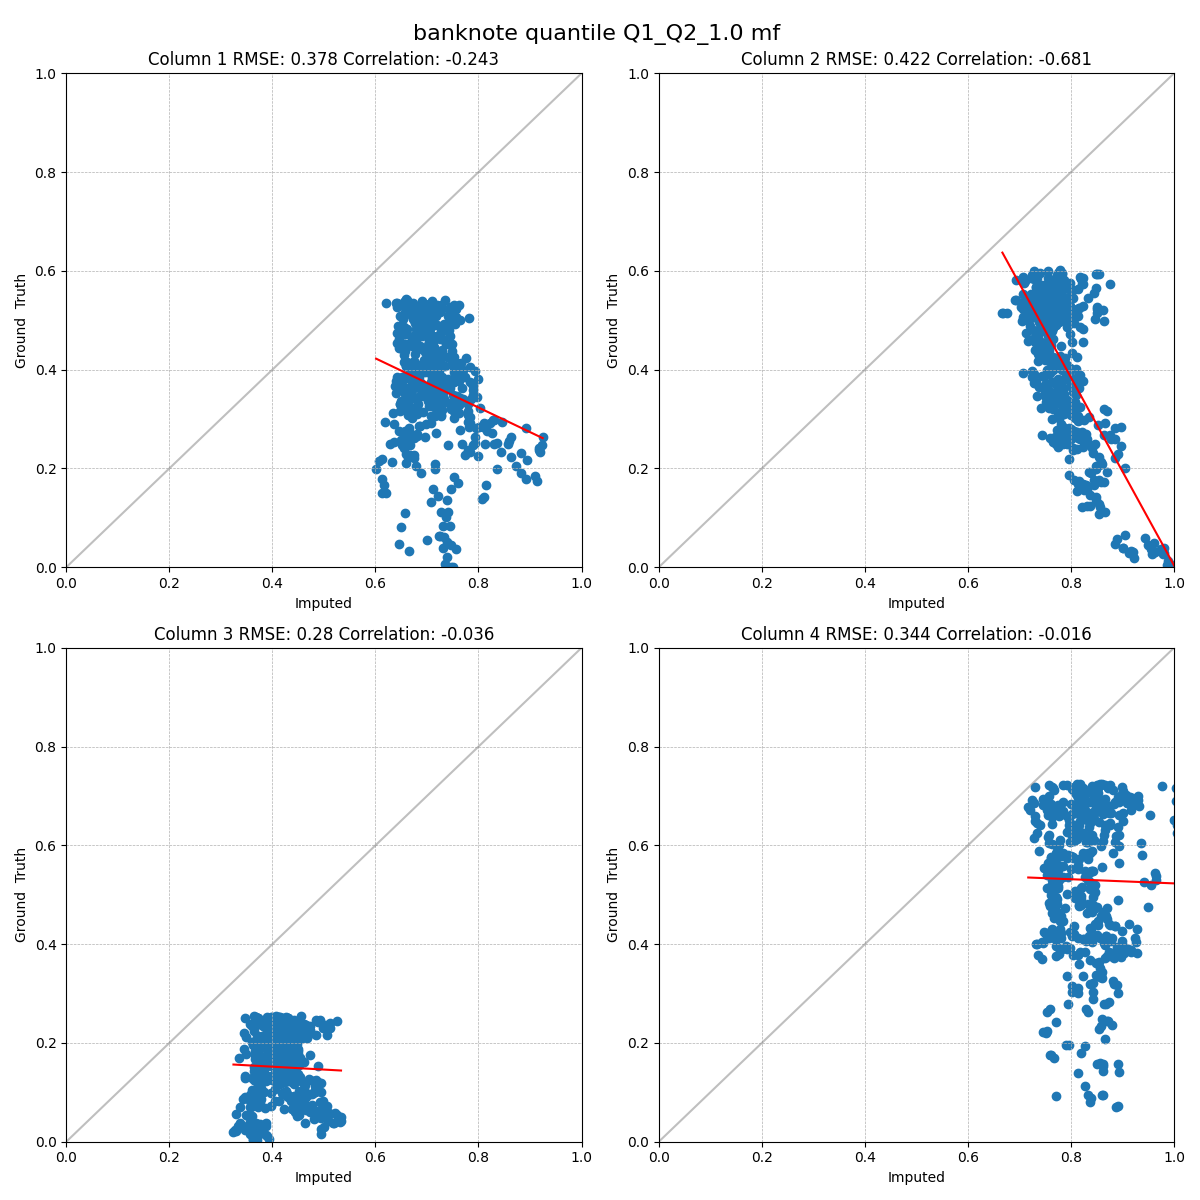 banknote quantile Q1_Q2_1.0 mf
Column 1 RMSE: 0.378 Correlation: -0.243
1.0
0.8
0.6
0.4
0.2
0.0
Ground Truth
0.0 0.2 0.4 0.6 0.8 1.0
Imputed
Column 2 RMSE: 0.422 Correlation: -0.681
1.0
0.8
0.6
0.4
0.2
0.0
Ground Truth
0.0 0.2 0.4 0.6 0.8 1.0
Imputed
Column 3 RMSE: 0.28 Correlation: -0.036
1.0
0.8
0.6
0.4
0.2
0.0
Ground Truth
0.0 0.2 0.4 0.6 0.8 1.0
Imputed
Column 4 RMSE: 0.344 Correlation: -0.016
1.0
0.8
0.6
0.4
0.2
0.0
Ground Truth
0.0 0.2 0.4 0.6 0.8 1.0
Imputed